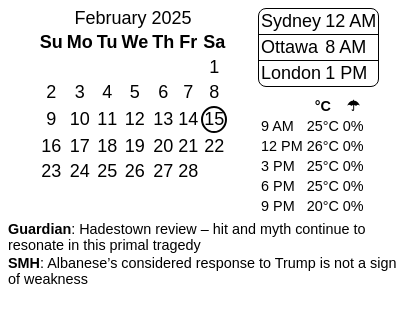 February 2025
Su Mo Tu We Th Fr Sa
1
2 3 4 5 6 7 8
9 10 11 12 13 14 15
16 17 18 19 20 21 22
23 24 25 26 27 28
Sydney 12 AM
Ottawa 8 AM
London 1 PM
°C ☂
9 AM 25°C 0%
12 PM 26°C 0%
3 PM 25°C 0%
6 PM 25°C 0%
9 PM 20°C 0%
Guardian: Hadestown review – hit and myth continue to
resonate in this primal tragedy
SMH: Albanese’s considered response to Trump is not a sign
of weakness